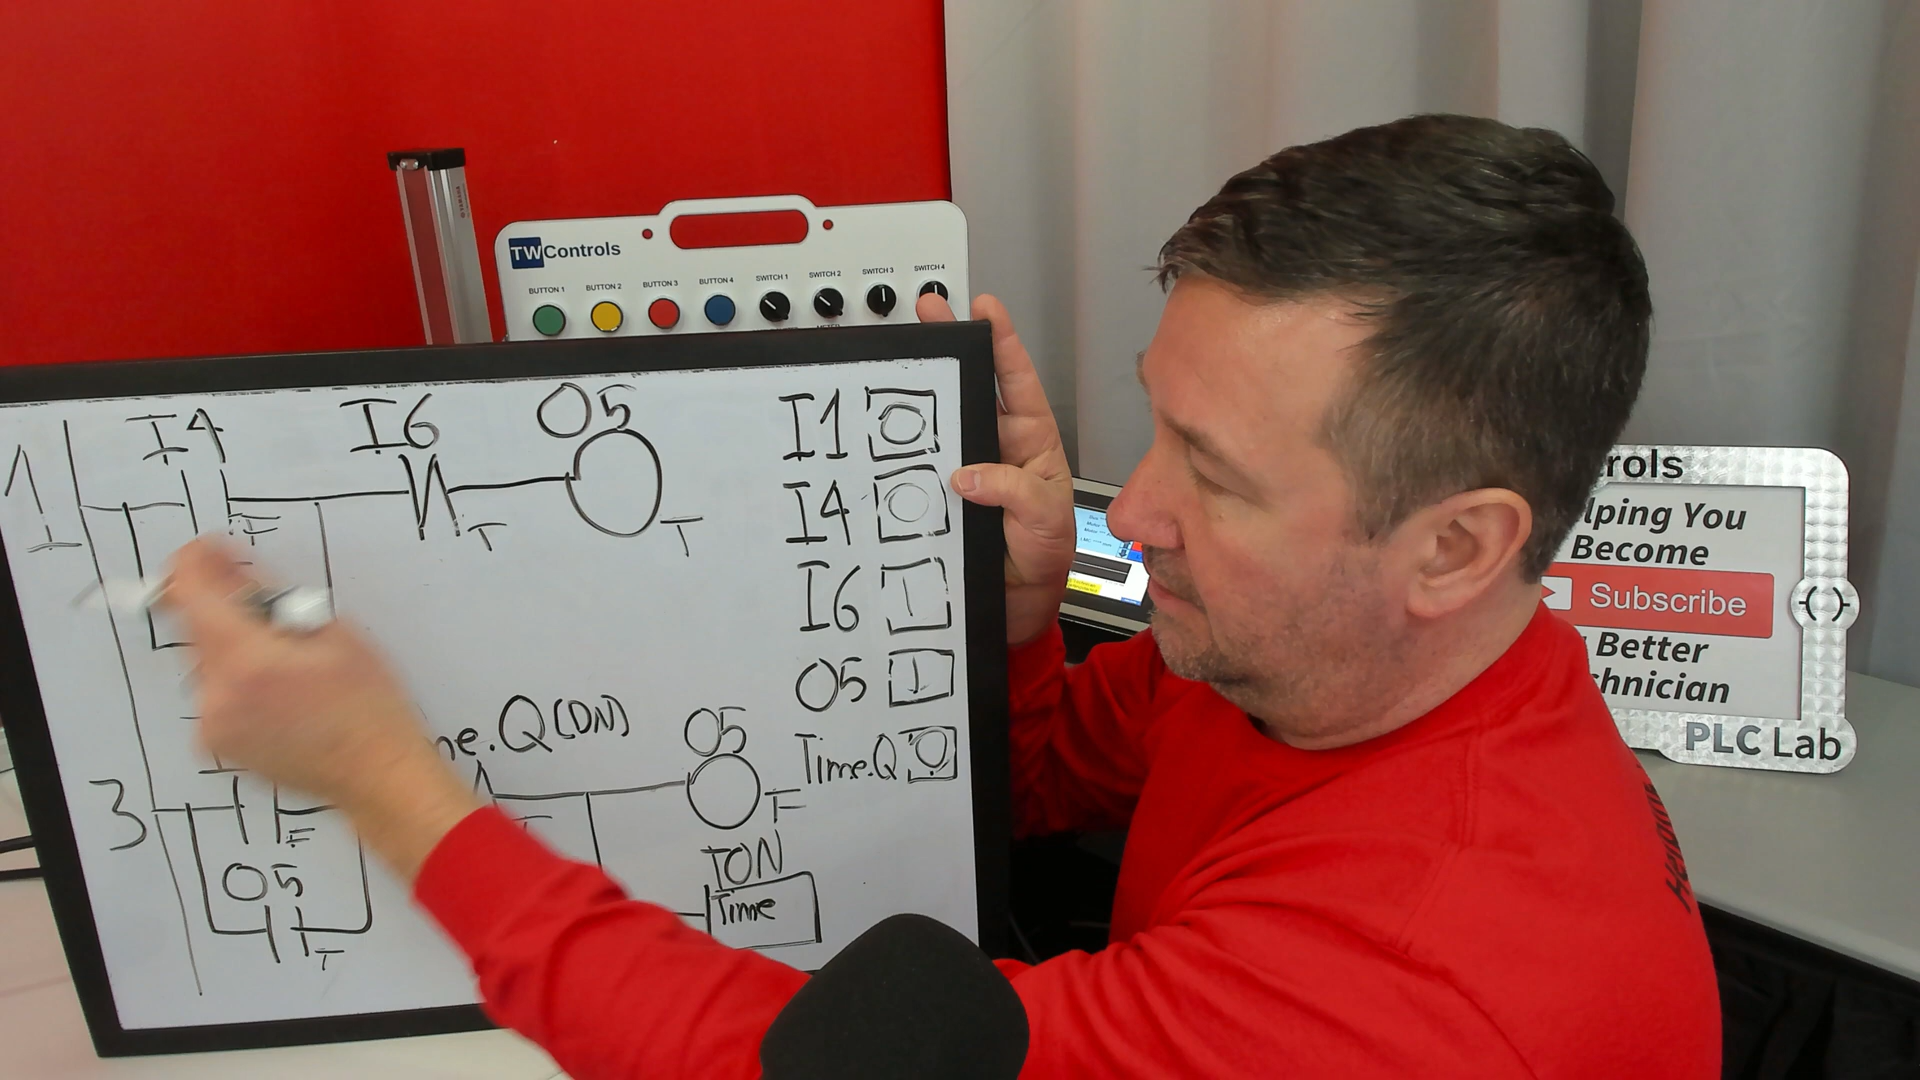 TWControls
BUTTON 1 BUTTON 2 BUTTON 3 BUTTON 4 SWITCH 1 SWITCH 2 SWITCH 3 SWITCH 4
I4 I6 O5
1
F T T
I1 0
I4 0
I6 1
O5 1
Time.Q 0
Q(DN) O5
3
F F
O5
T
TON
Time
rols
lping You
Become
Subscribe
Better
chnician
PLC Lab